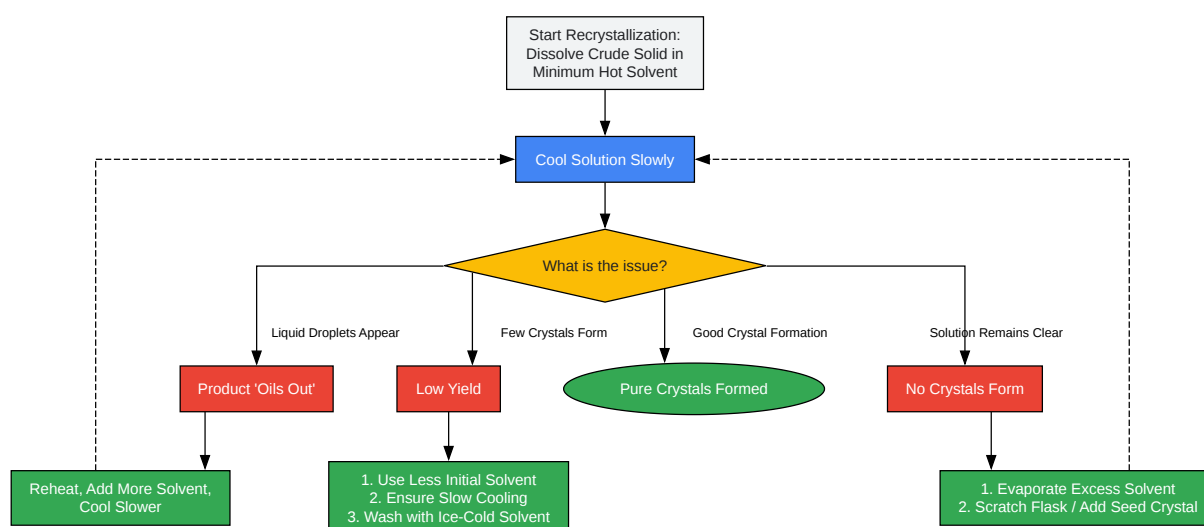 Start Recrystallization:
Dissolve Crude Solid in
Minimum Hot Solvent
Cool Solution Slowly
What is the issue?
Liquid Droplets Appear
Few Crystals Form
Good Crystal Formation
Solution Remains Clear
Product 'Oils Out'
Low Yield
Pure Crystals Formed
No Crystals Form
Reheat, Add More Solvent,
Cool Slower
1. Use Less Initial Solvent
2. Ensure Slow Cooling
3. Wash with Ice-Cold Solvent
1. Evaporate Excess Solvent
2. Scratch Flask / Add Seed Crystal